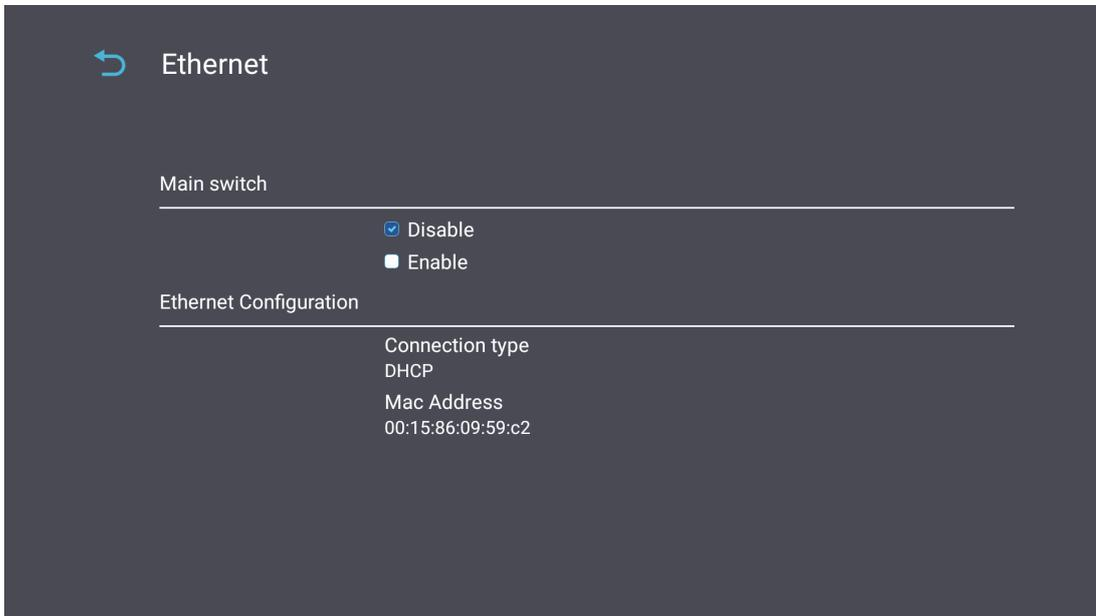 Ethernet
Main switch
Disable
Enable
Ethernet Configuration
Connection type
DHCP
Mac Address
00:15:86:09:59:c2